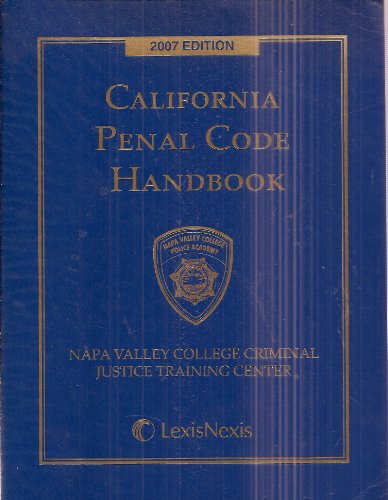 2007 EDITION
CALIFORNIA
PENAL CODE
HANDBOOK
NAPA VALLEY COLLEGE
POLICE ACADEMY
NAPA VALLEY COLLEGE CRIMINAL
JUSTICE TRAINING CENTER
LexisNexis